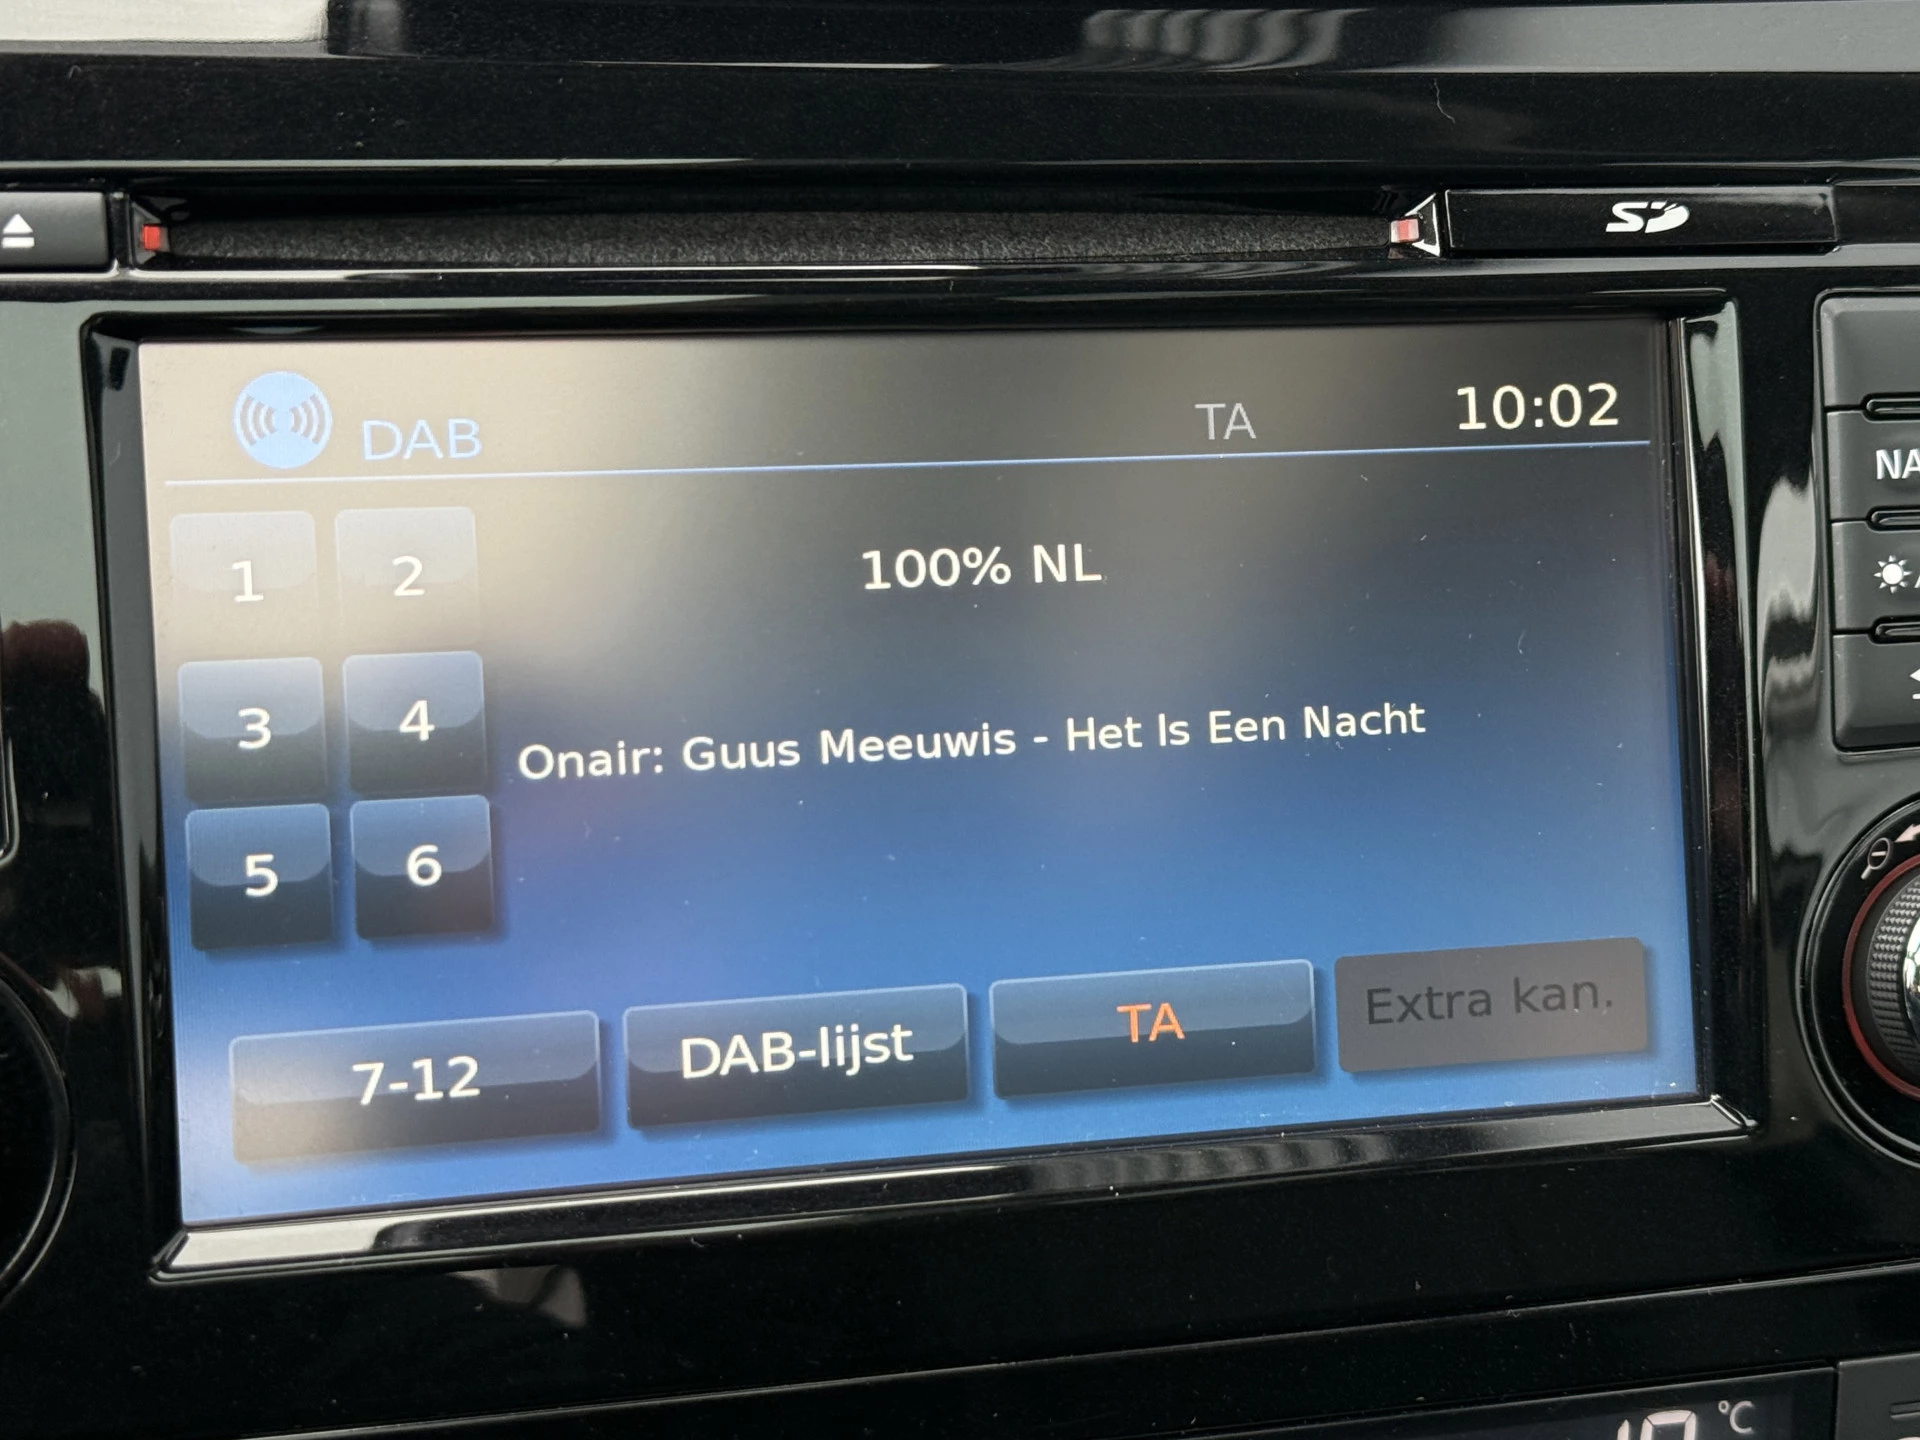 SD
DAB
TA
10:02
1
2
100% NL
3
4
Onair: Guus Meeuwis - Het Is Een Nacht
5
6
7-12
DAB-lijst
TA
Extra kan.
°C